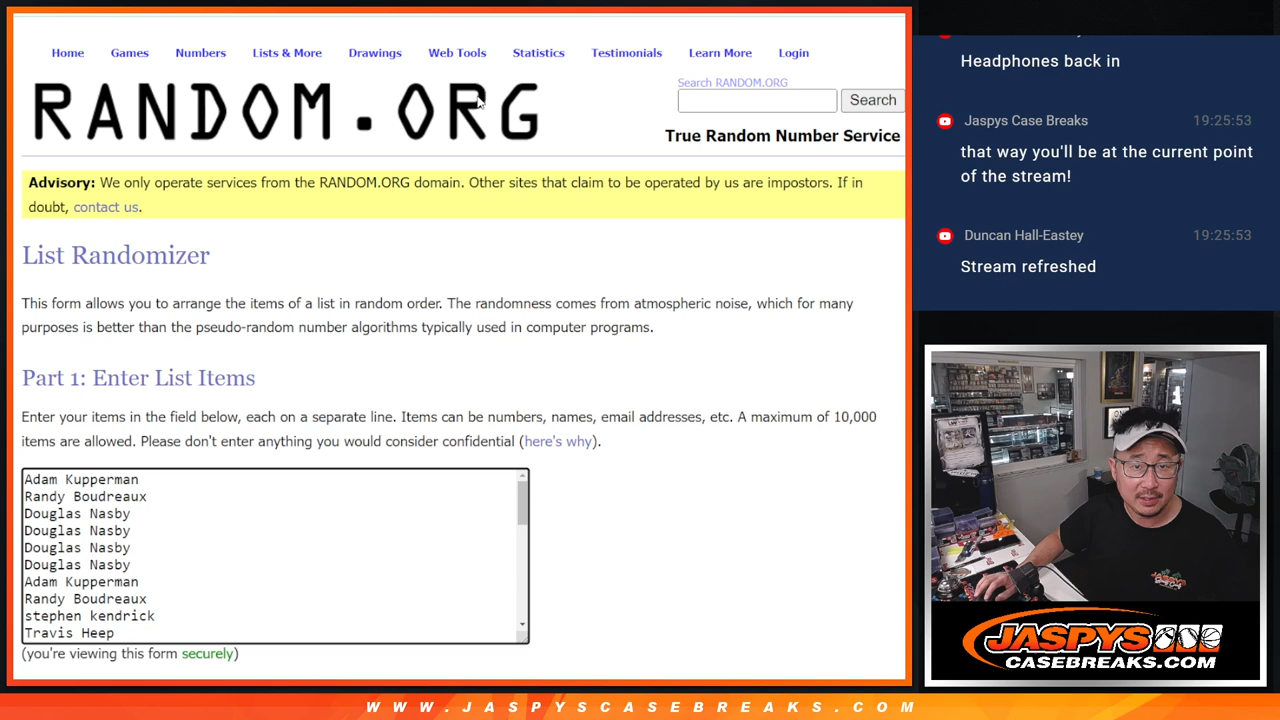 Home Games Numbers Lists & More Drawings Web Tools Statistics Testimonials Learn More Login
RANDOM.ORG
Search RANDOM.ORG
Search
True Random Number Service
Advisory: We only operate services from the RANDOM.ORG domain. Other sites that claim to be operated by us are impostors. If in
doubt, contact us.
List Randomizer
This form allows you to arrange the items of a list in random order. The randomness comes from atmospheric noise, which for many
purposes is better than the pseudo-random number algorithms typically used in computer programs.
Part 1: Enter List Items
Enter your items in the field below, each on a separate line. Items can be numbers, names, email addresses, etc. A maximum of 10,000
items are allowed. Please don't enter anything you would consider confidential (here's why).
Adam Kupperman
Randy Boudreaux
Douglas Nasby
Douglas Nasby
Douglas Nasby
Douglas Nasby
Adam Kupperman
Randy Boudreaux
stephen kendrick
Travis Heep
(you're viewing this form securely)
Headphones back in
Jaspys Case Breaks 19:25:53
that way you'll be at the current point
of the stream!
Duncan Hall-Eastey 19:25:53
Stream refreshed
JASPYS
CASEBREAKS.COM
WWW.JASPYSCASEBREAKS.COM